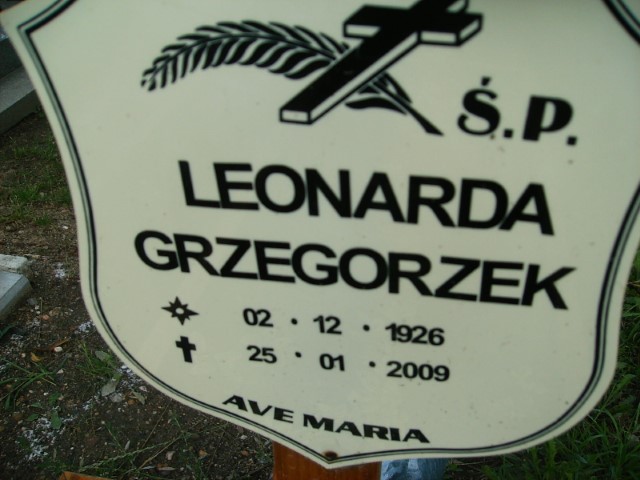 Ś.P.
LEONARDA
GRZEGORZEK
02 • 12 • 1926
25 • 01 • 2009
AVE MARIA